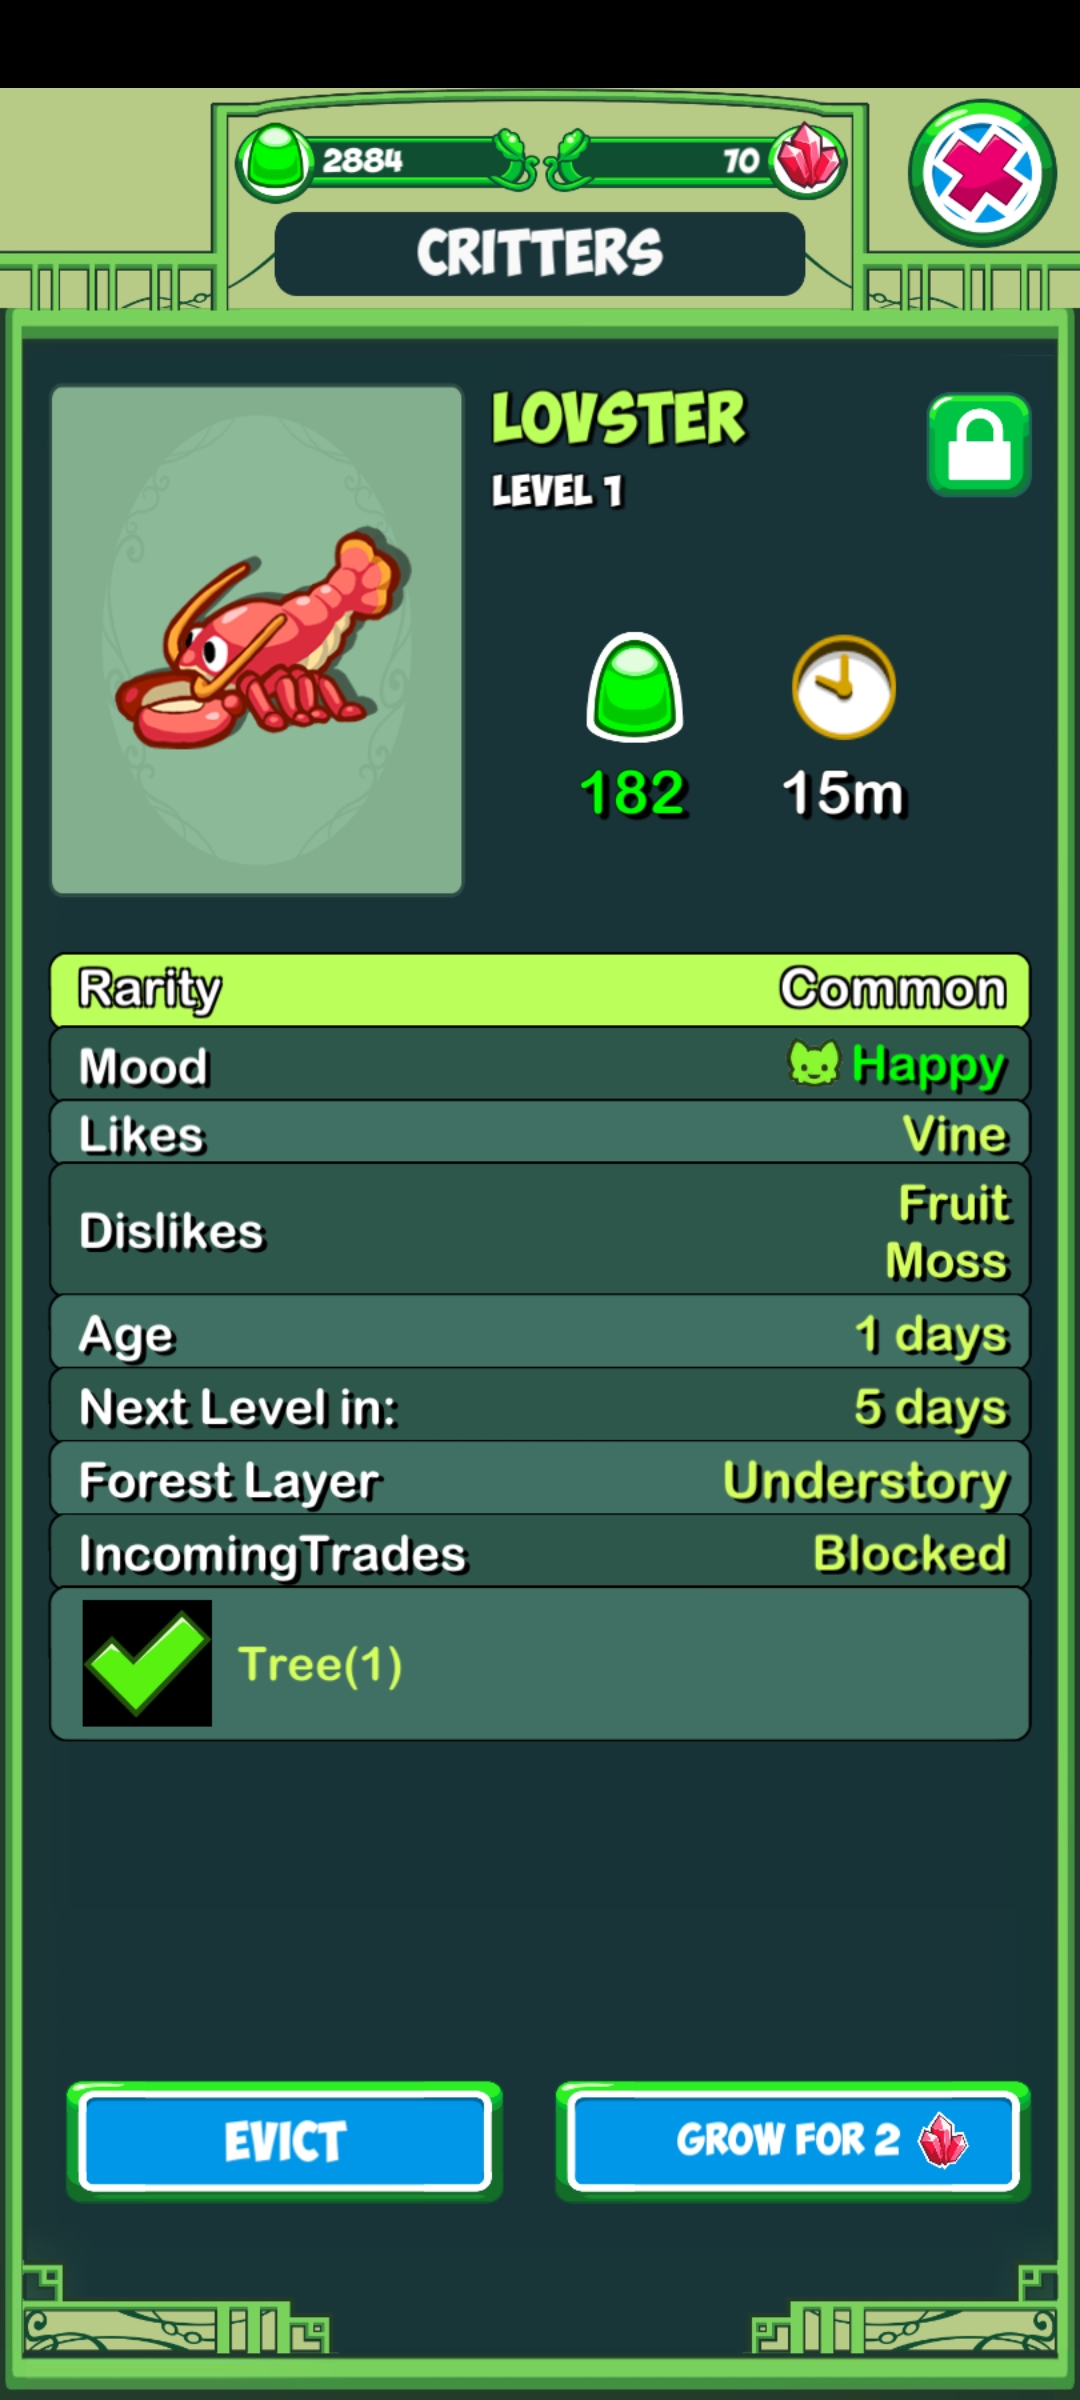 2884
70
CRITTERS
LOVSTER
LEVEL 1
182
15m
Rarity Common
Mood Happy
Likes Vine
Dislikes Fruit
Moss
Age 1 days
Next Level in: 5 days
Forest Layer Understory
IncomingTrades Blocked
Tree(1)
EVICT
GROW FOR 2